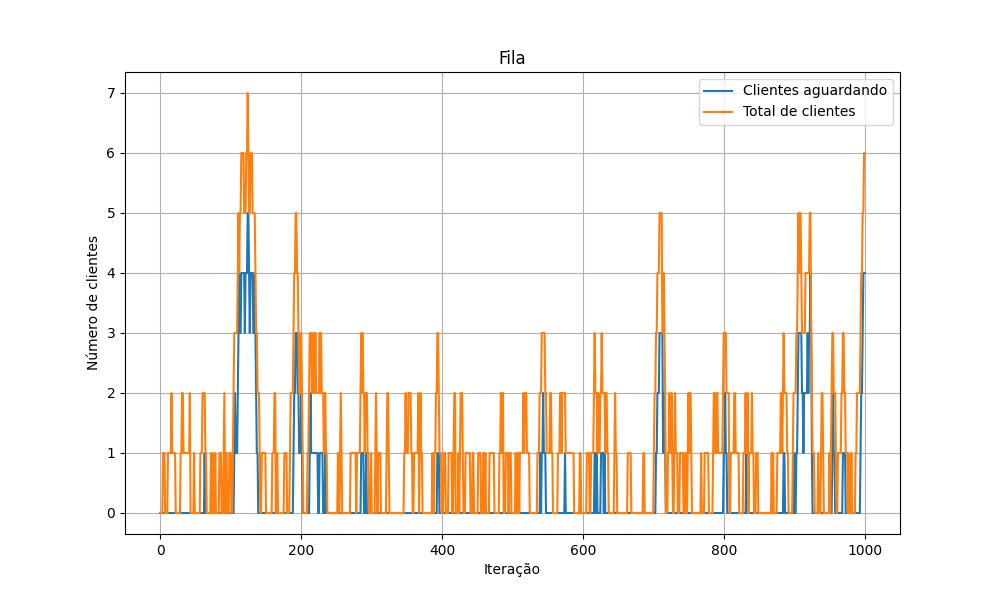 Fila
Clientes aguardando
Total de clientes
Número de clientes
7
6
5
4
3
2
1
0
0 200 400 600 800 1000
Iteração